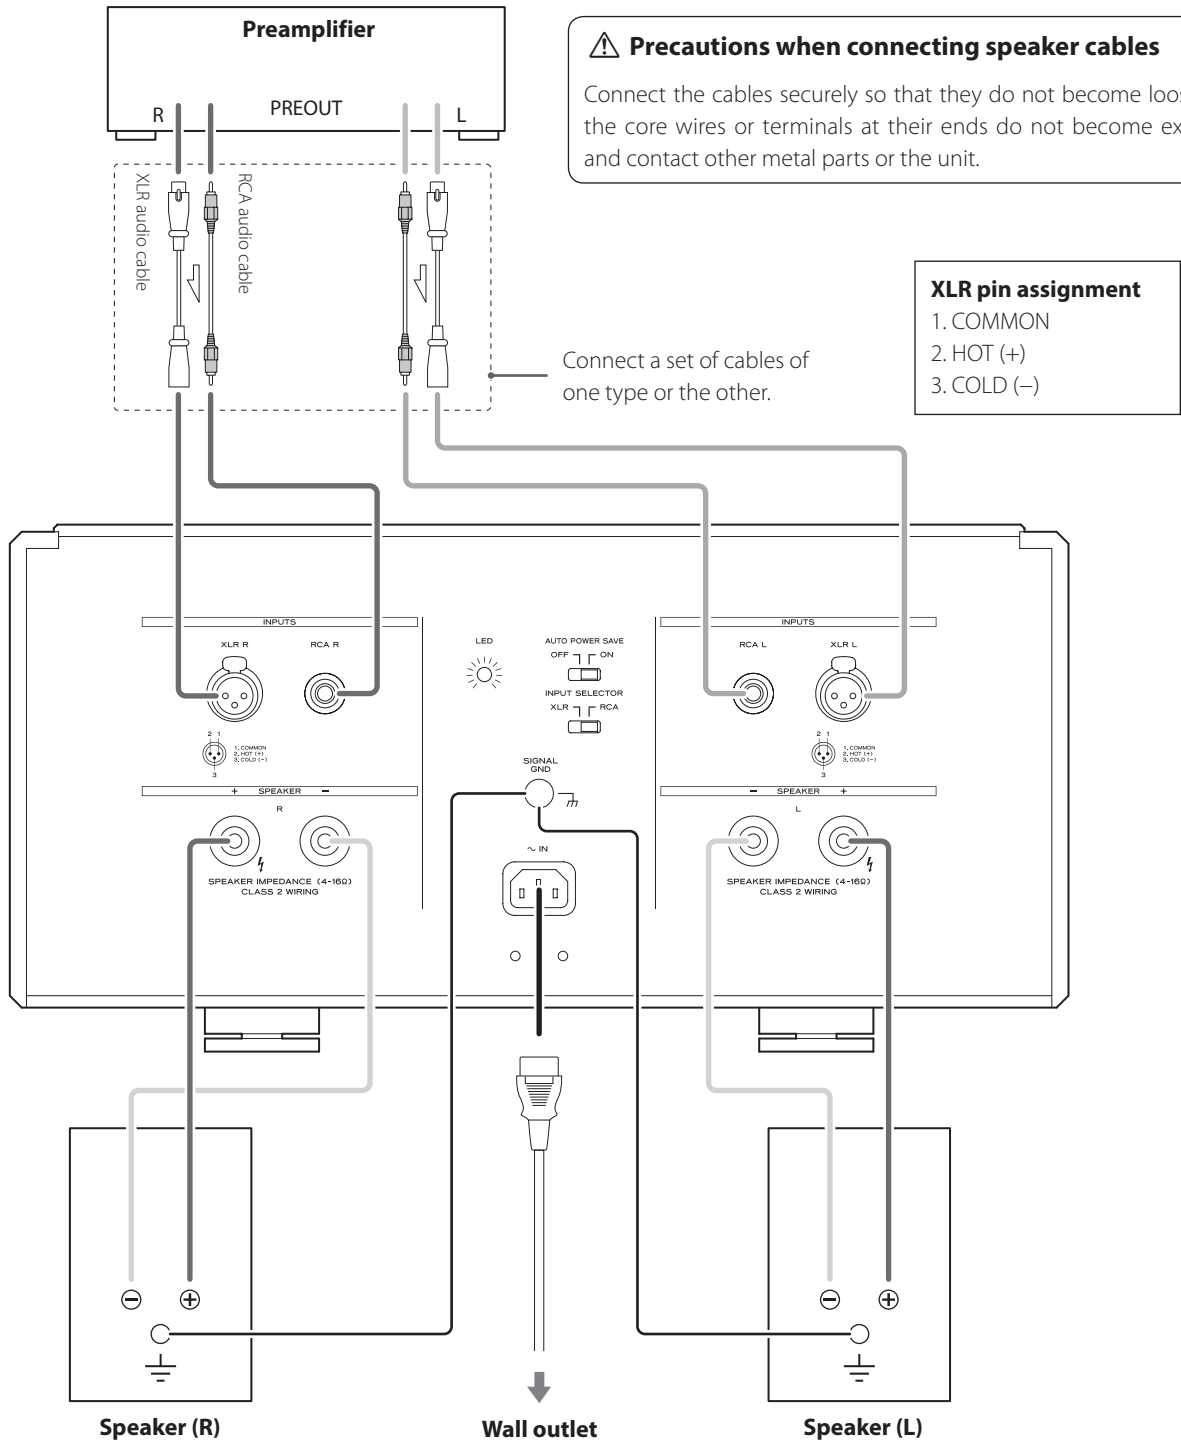 Preamplifier
R
PREOUT
L
⚠ Precautions when connecting speaker cables
Connect the cables securely so that they do not become
the core wires or terminals at their ends do not become
and contact other metal parts or the unit.
XLR audio cable
RCA audio cable
Connect a set of cables of
one type or the other.
XLR pin assignment
1. COMMON
2. HOT (+)
3. COLD (−)
INPUTS
XLR R
RCA R
2 1
1. COMMON
2. HOT (+)
3. COLD (−)
3
+ SPEAKER −
R
SPEAKER IMPEDANCE (4-16Ω)
CLASS 2 WIRING
LED
AUTO POWER SAVE
OFF ON
INPUT SELECTOR
XLR RCA
SIGNAL
GND
∼ IN
INPUTS
RCA L
XLR L
2 1
1. COMMON
2. HOT (+)
3. COLD (−)
3
− SPEAKER +
L
SPEAKER IMPEDANCE (4-16Ω)
CLASS 2 WIRING
− +
− +
Speaker (R)
Wall outlet
Speaker (L)